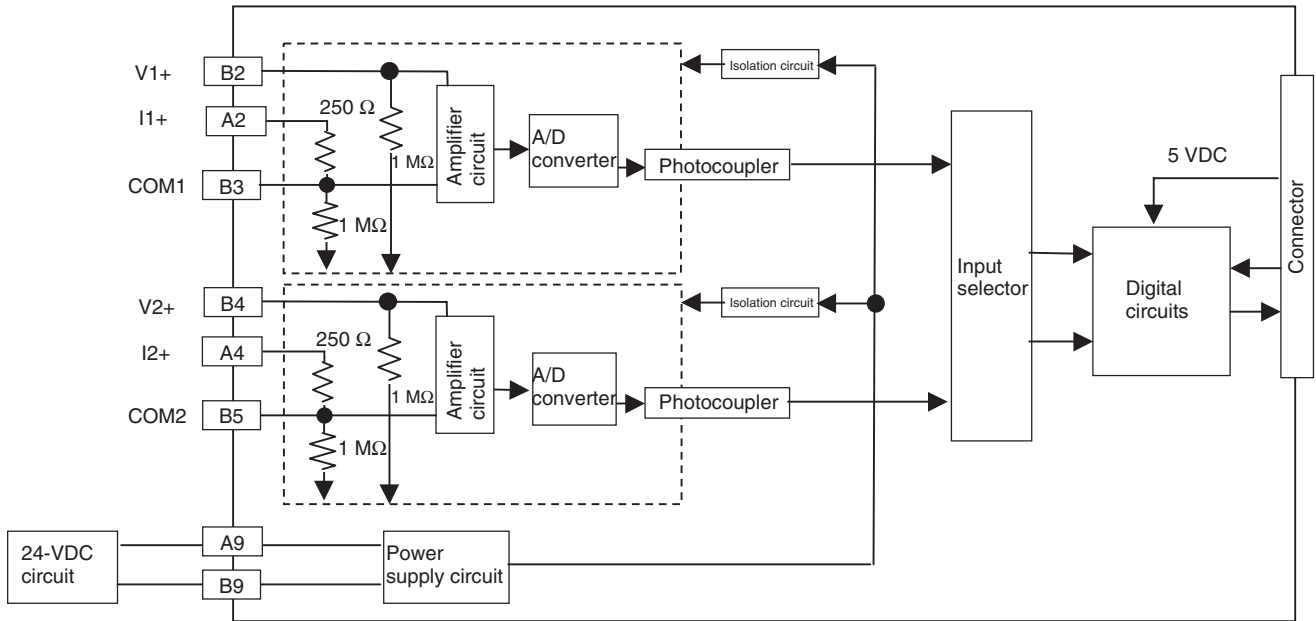 V1+
B2
Isolation circuit
I1+
A2
250 Ω
1 MΩ
Amplifier
circuit
A/D
converter
Photocoupler
COM1
B3
1 MΩ
5 VDC
Connector
V2+
B4
Isolation circuit
Input
selector
Digital
circuits
I2+
A4
250 Ω
1 MΩ
Amplifier
circuit
A/D
converter
Photocoupler
COM2
B5
1 MΩ
24-VDC
circuit
A9
B9
Power
supply circuit